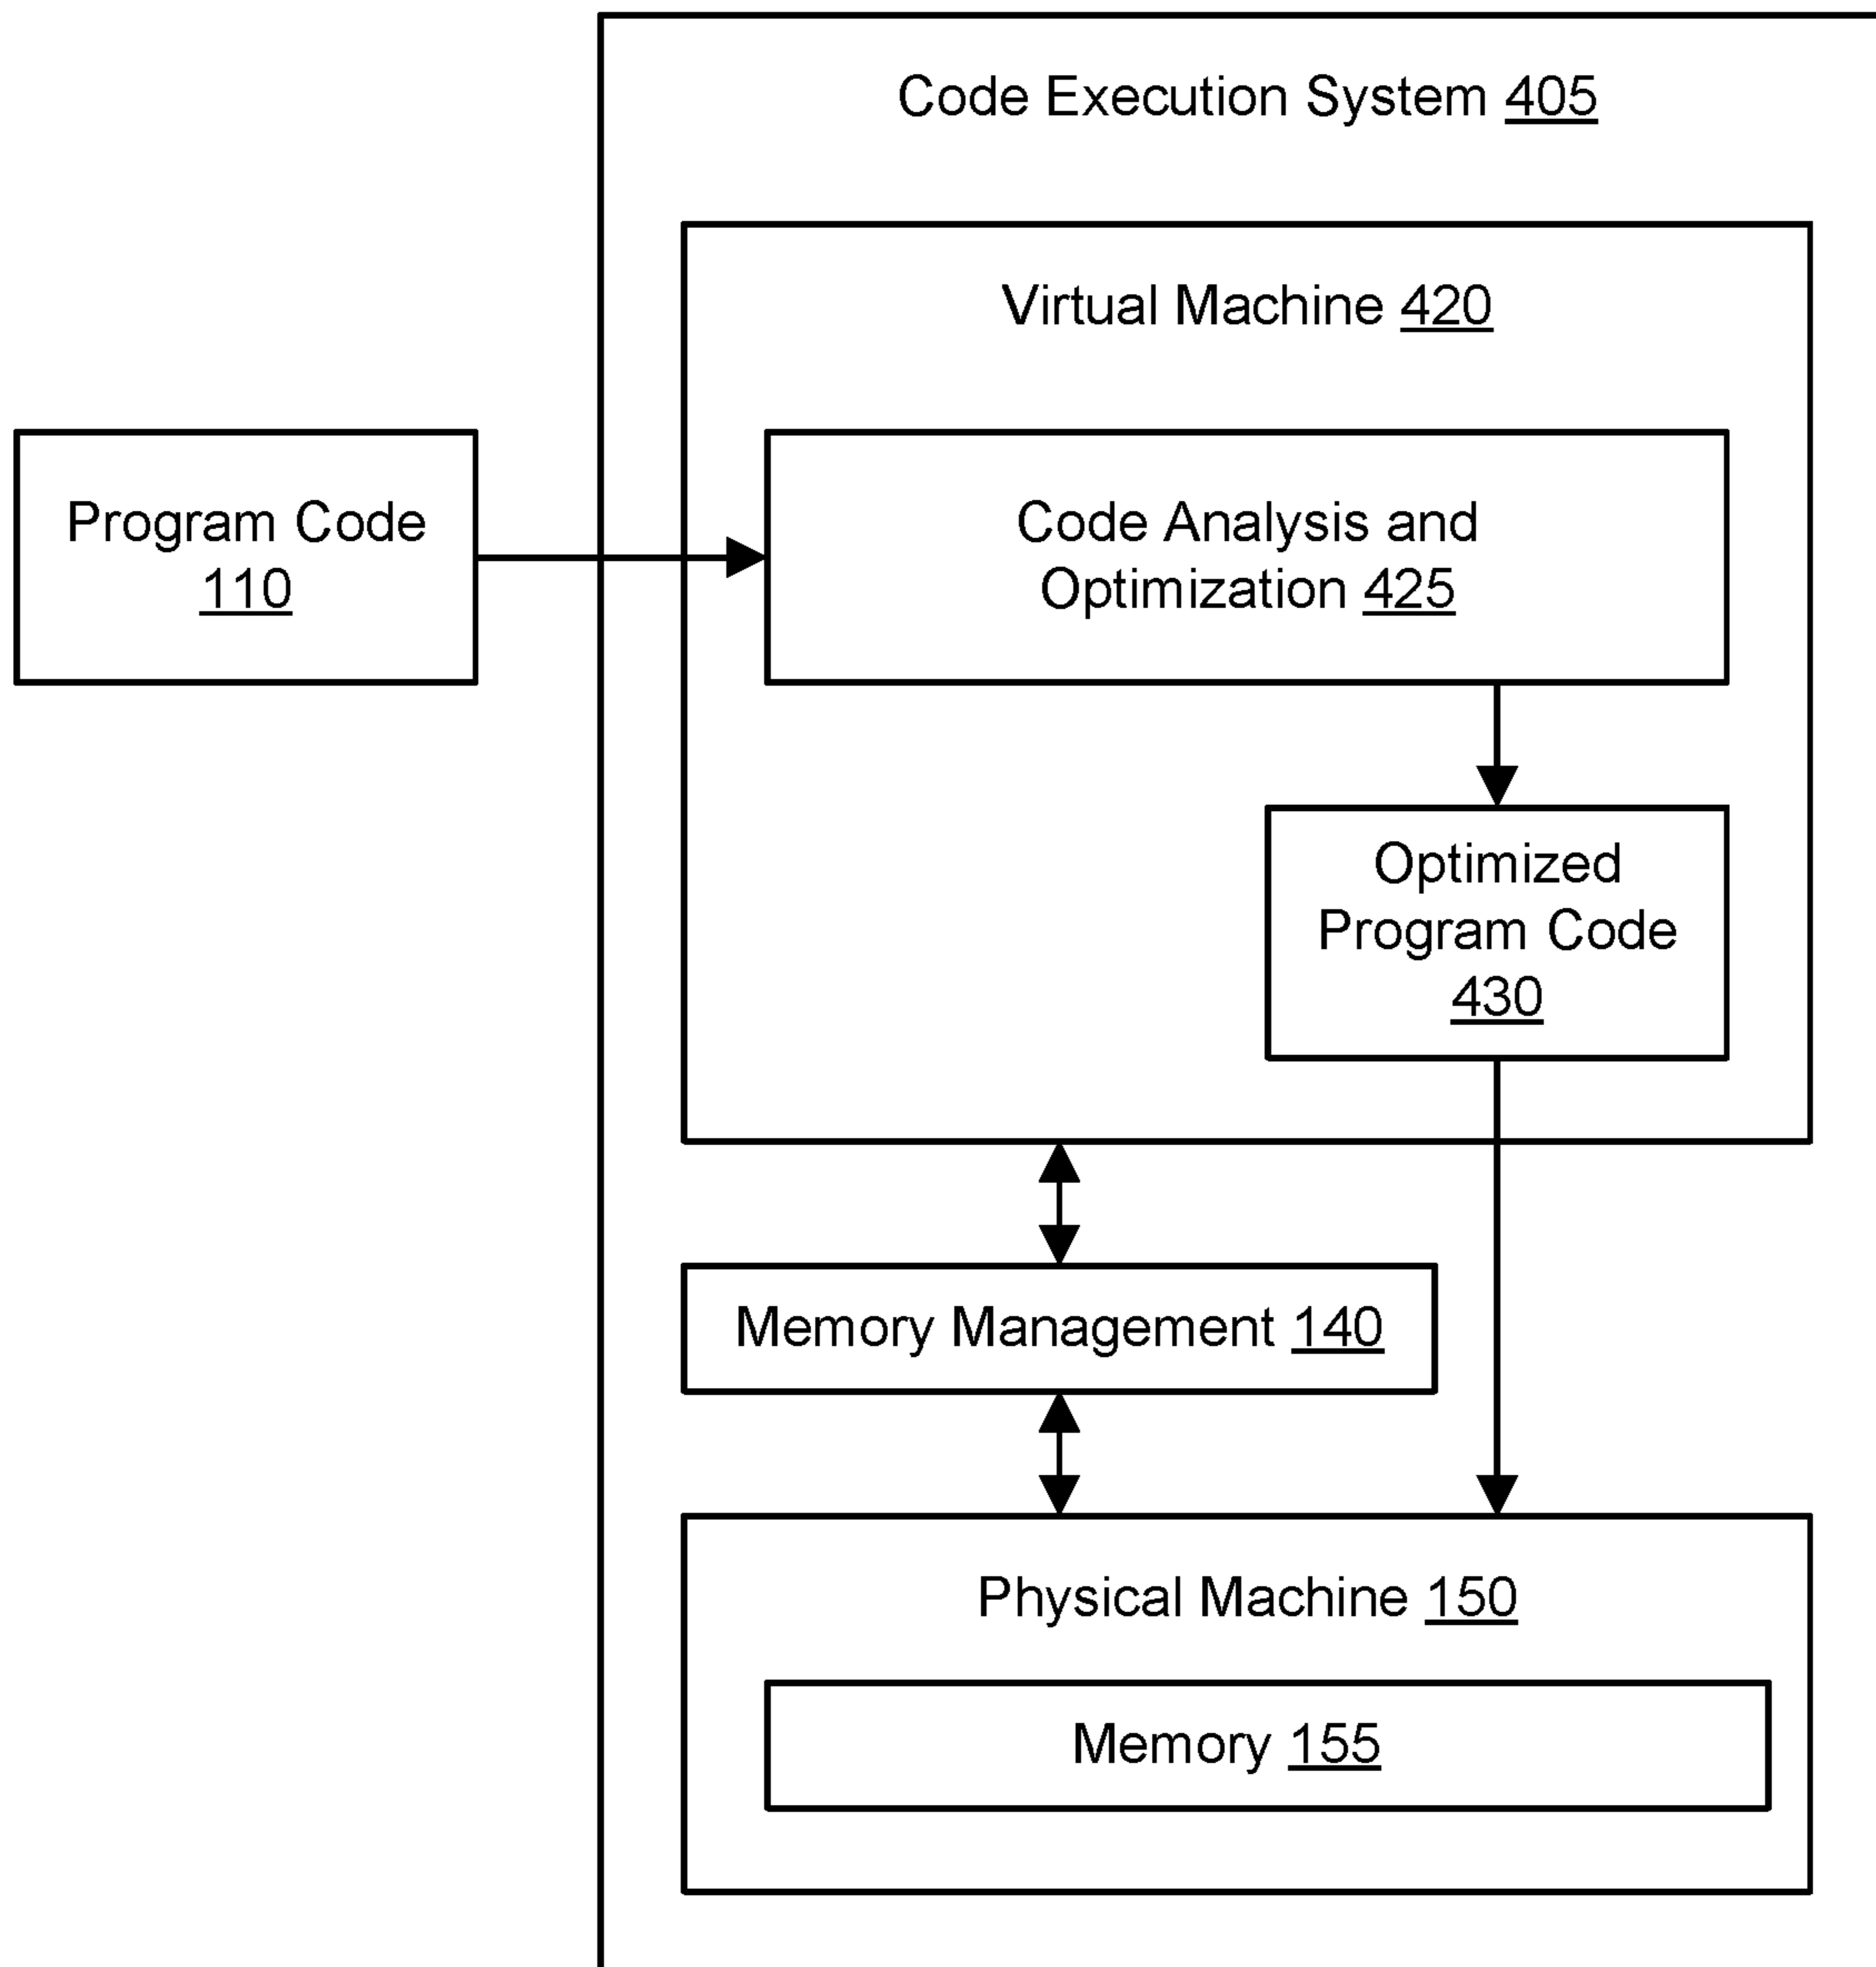 Code Execution System 405
Virtual Machine 420
Program Code
110
Code Analysis and
Optimization 425
Optimized
Program Code
430
Memory Management 140
Physical Machine 150
Memory 155